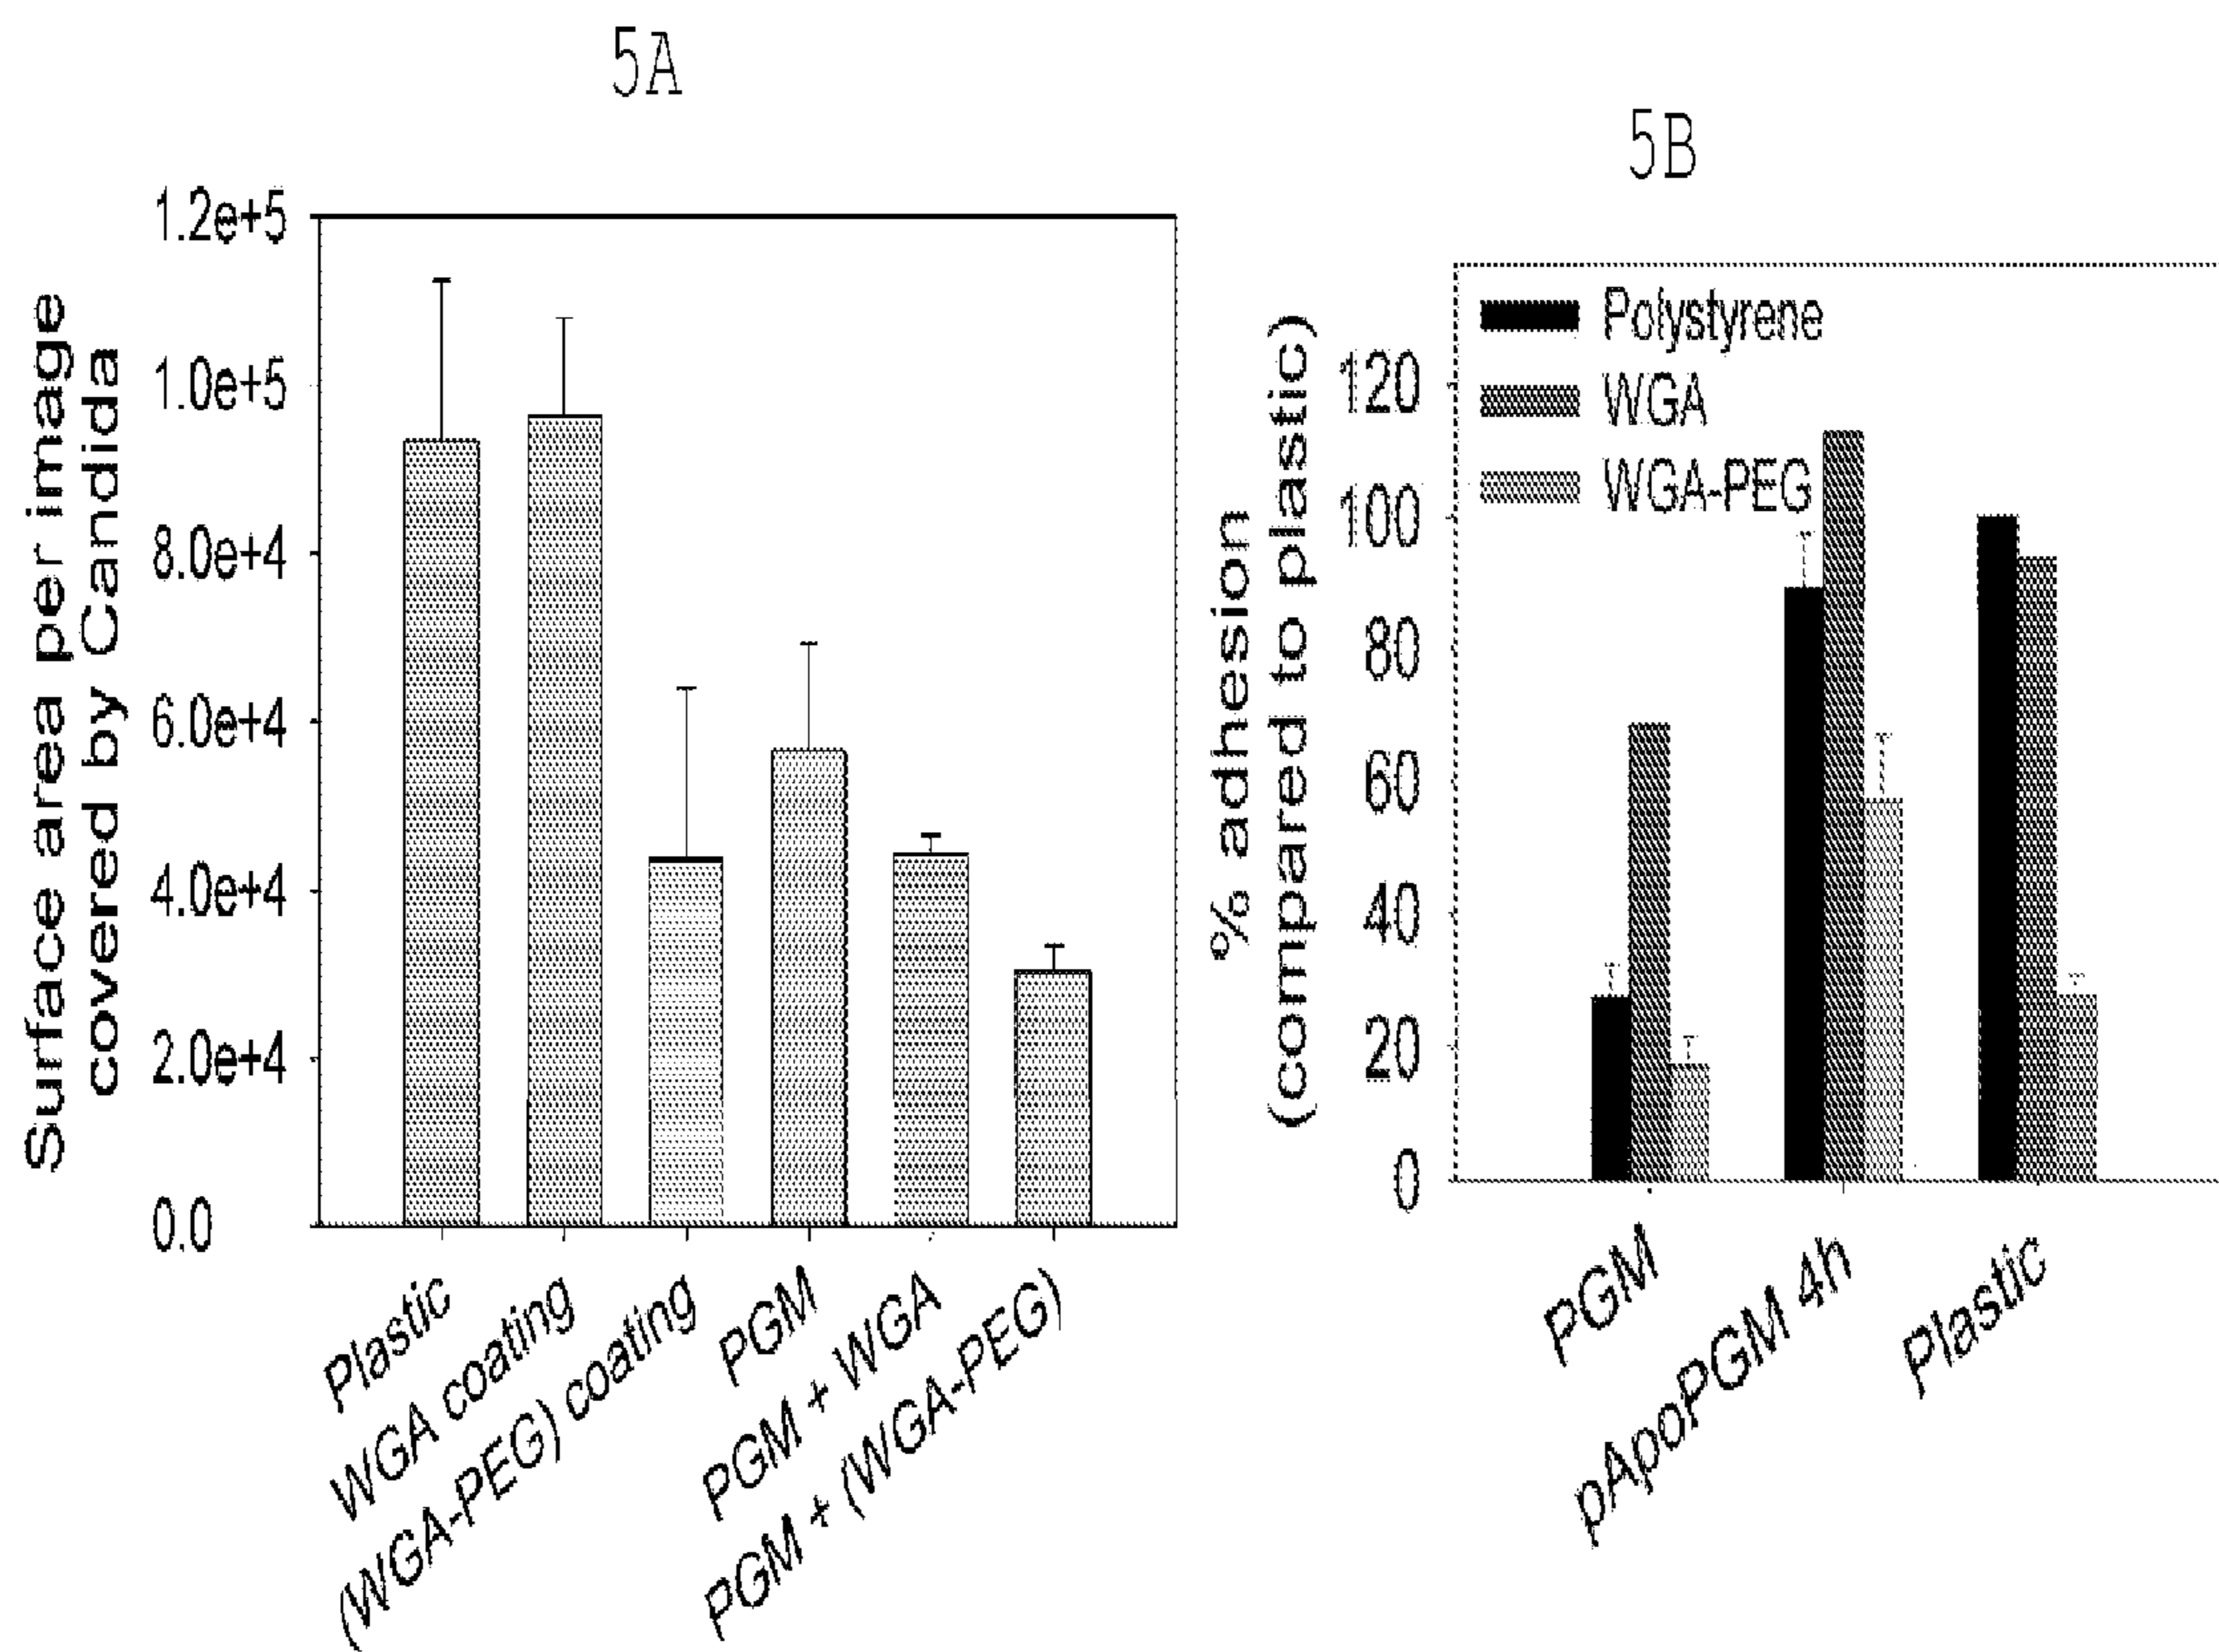 5A
Surface area per image
covered by Candida
1.2e+5
1.0e+5
8.0e+4
6.0e+4
4.0e+4
2.0e+4
0.0
Plastic
WGA coating
(WGA-PEG) coating
PGM
PGM + WGA
PGM + (WGA-PEG)
5B
% adhesion
(compared to plastic)
120
100
80
60
40
20
0
Polystyrene
WGA
WGA-PEG
PGM
pApoPGM 4h
Plastic